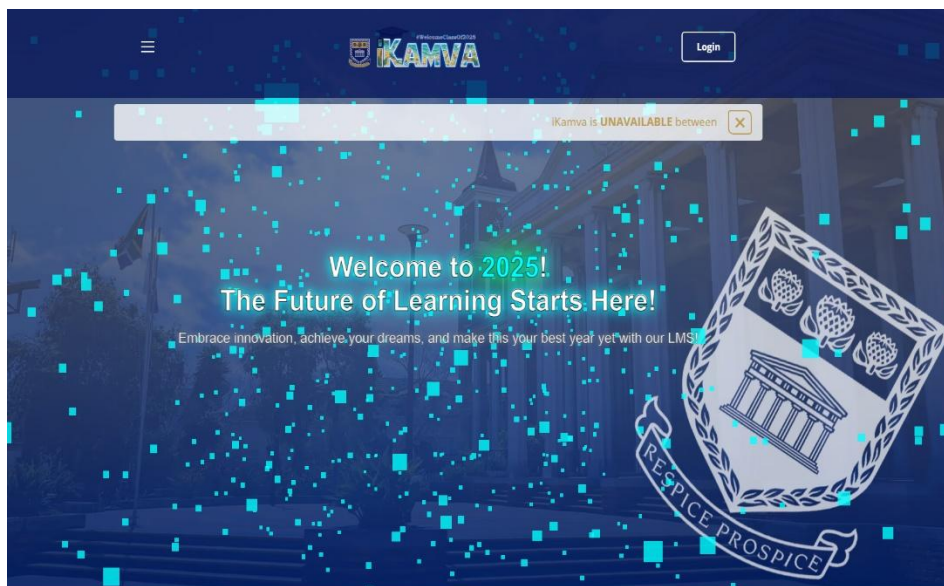 #WelcomeClassOf2025
iKAMVA
Login
iKamva is UNAVAILABLE between
Welcome to 2025!
The Future of Learning Starts Here!
Embrace innovation, achieve your dreams, and make this your best year yet with our LMS!
RESPICE PROSPICE